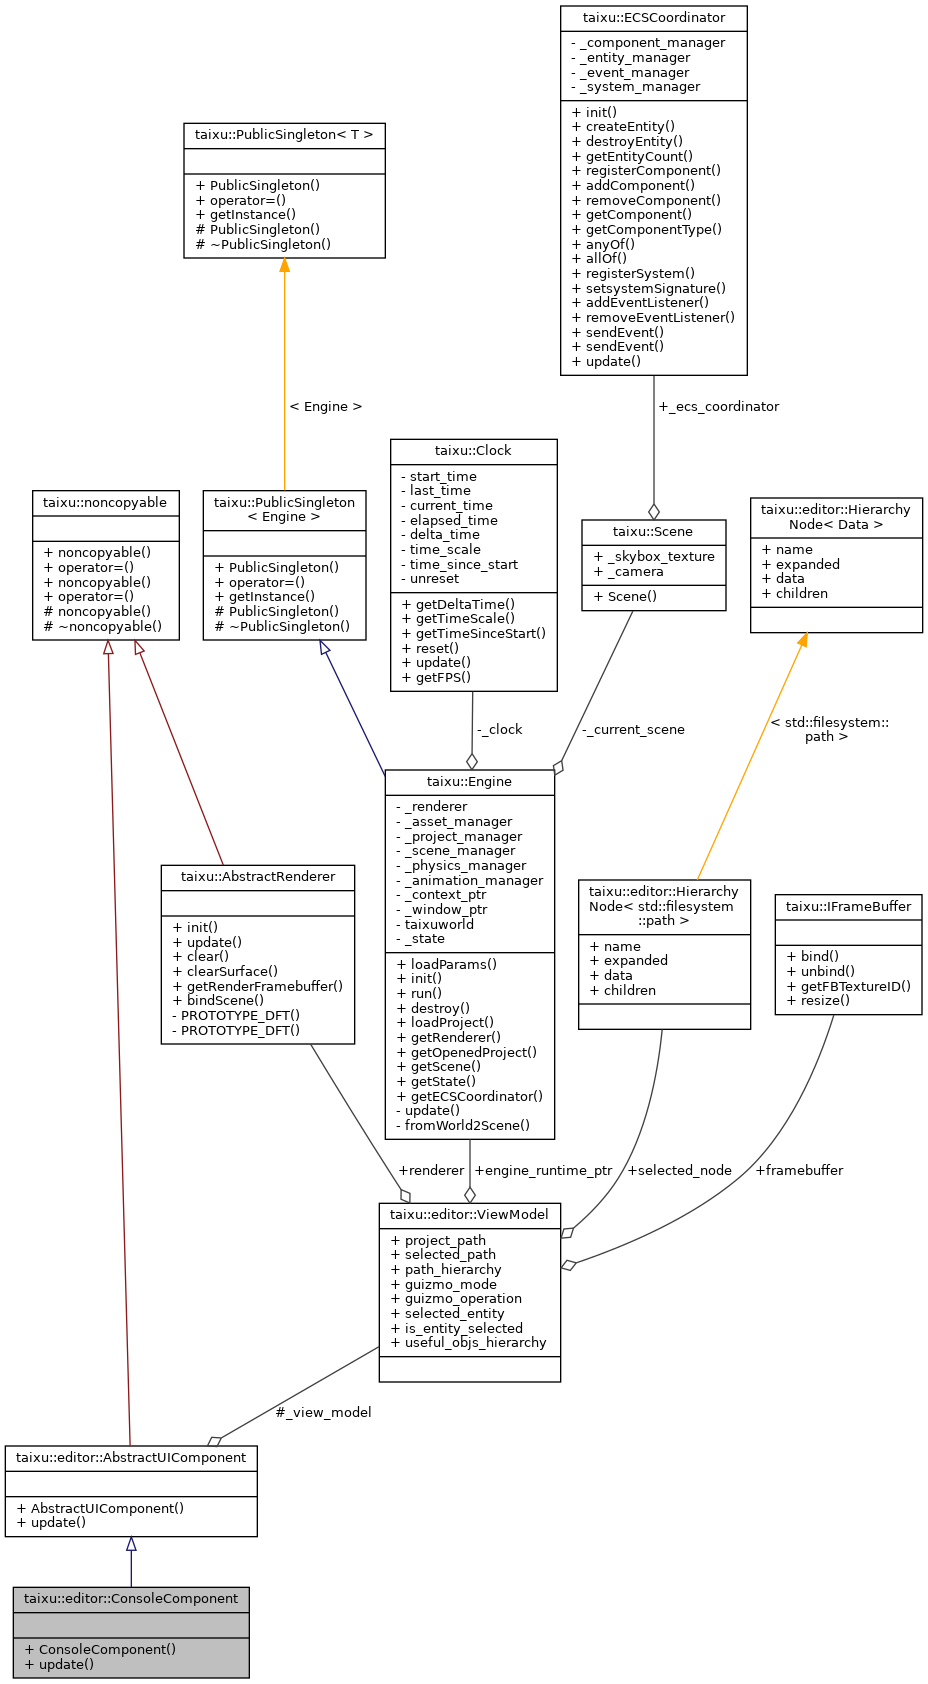 taixu::ECSCoordinator
- _component_manager
- _entity_manager
- _event_manager
- _system_manager
+ init()
+ createEntity()
+ destroyEntity()
+ getEntityCount()
+ registerComponent()
+ addComponent()
+ removeComponent()
+ getComponent()
+ getComponentType()
+ anyOf()
+ allOf()
+ registerSystem()
+ setsystemSignature()
+ addEventListener()
+ removeEventListener()
+ sendEvent()
+ sendEvent()
+ update()
taixu::PublicSingleton< T >
+ PublicSingleton()
+ operator=()
+ getInstance()
# PublicSingleton()
# ~PublicSingleton()
< Engine >
+_ecs_coordinator
taixu::noncopyable
+ noncopyable()
+ operator=()
+ noncopyable()
+ operator=()
# noncopyable()
# ~noncopyable()
taixu::PublicSingleton
< Engine >
+ PublicSingleton()
+ operator=()
+ getInstance()
# PublicSingleton()
# ~PublicSingleton()
taixu::Clock
- start_time
- last_time
- current_time
- elapsed_time
- delta_time
- time_scale
- time_since_start
- unreset
+ getDeltaTime()
+ getTimeScale()
+ getTimeSinceStart()
+ reset()
+ update()
+ getFPS()
taixu::Scene
+ _skybox_texture
+ _camera
+ Scene()
taixu::editor::Hierarchy
Node< Data >
+ name
+ expanded
+ data
+ children
-_clock
-_current_scene
< std::filesystem::
path >
taixu::AbstractRenderer
+ init()
+ update()
+ clear()
+ clearSurface()
+ getRenderFramebuffer()
+ bindScene()
- PROTOTYPE_DFT()
- PROTOTYPE_DFT()
taixu::Engine
- _renderer
- _asset_manager
- _project_manager
- _scene_manager
- _physics_manager
- _animation_manager
- _context_ptr
- _window_ptr
- taixuworld
- _state
+ loadParams()
+ init()
+ run()
+ destroy()
+ loadProject()
+ getRenderer()
+ getOpenedProject()
+ getScene()
+ getState()
+ getECSCoordinator()
- update()
- fromWorld2Scene()
taixu::editor::Hierarchy
Node< std::filesystem
::path >
+ name
+ expanded
+ data
+ children
taixu::IFrameBuffer
+ bind()
+ unbind()
+ getFBTextureID()
+ resize()
+renderer
+engine_runtime_ptr
+selected_node
+framebuffer
taixu::editor::ViewModel
+ project_path
+ selected_path
+ path_hierarchy
+ guizmo_mode
+ guizmo_operation
+ selected_entity
+ is_entity_selected
+ useful_objs_hierarchy
#_view_model
taixu::editor::AbstractUIComponent
+ AbstractUIComponent()
+ update()
taixu::editor::ConsoleComponent
+ ConsoleComponent()
+ update()